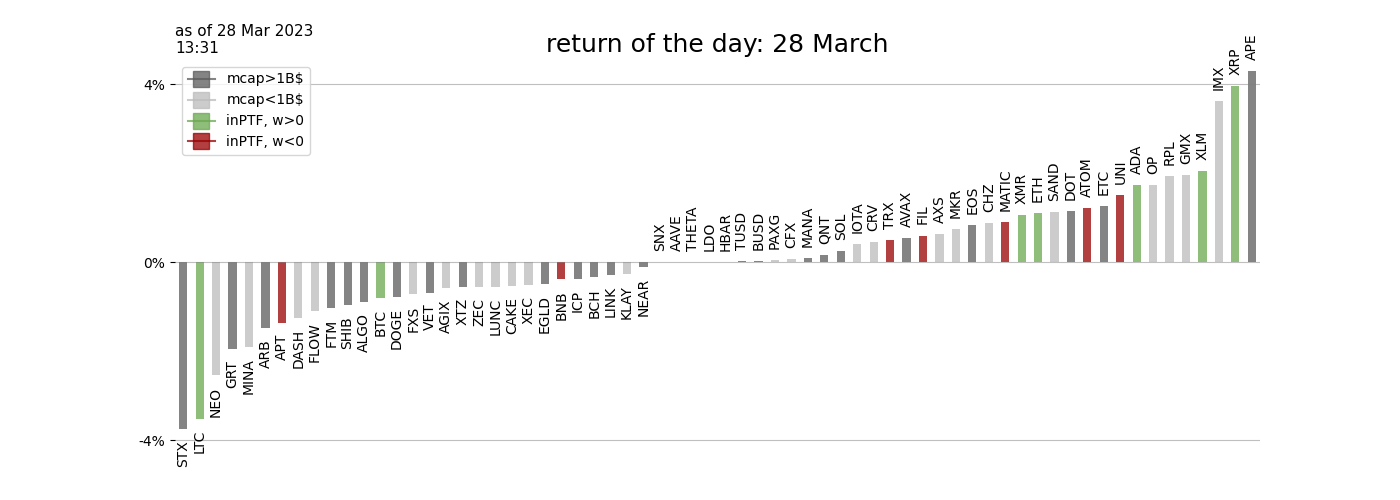 as of 28 Mar 2023
13:31
return of the day: 28 March
mcap>1B$
mcap<1B$
inPTF, w>0
inPTF, w<0
4%
0%
-4%
STX
LTC
NEO
GRT
MINA
ARB
APT
DASH
FLOW
FTM
SHIB
ALGO
BTC
DOGE
FXS
VET
AGIX
XTZ
ZEC
LUNC
CAKE
XEC
EGLD
BNB
ICP
BCH
LINK
KLAY
NEAR
SNX
AAVE
THETA
LDO
HBAR
TUSD
BUSD
PAXG
CFX
MANA
QNT
SOL
IOTA
CRV
TRX
AVAX
FIL
AXS
MKR
EOS
CHZ
MATIC
XMR
ETH
SAND
DOT
ATOM
ETC
UNI
ADA
OP
RPL
GMX
XLM
IMX
XRP
APE